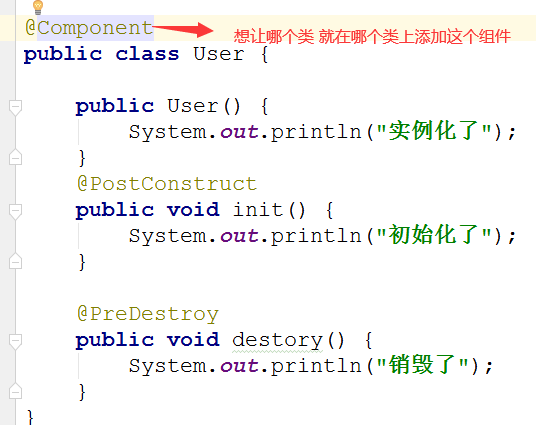 @Component
想让哪个类 就在哪个类上添加这个组件
public class User {
public User() {
System.out.println("实例化了");
}
@PostConstruct
public void init() {
System.out.println("初始化了");
}
@PreDestroy
public void destory() {
System.out.println("销毁了");
}
}